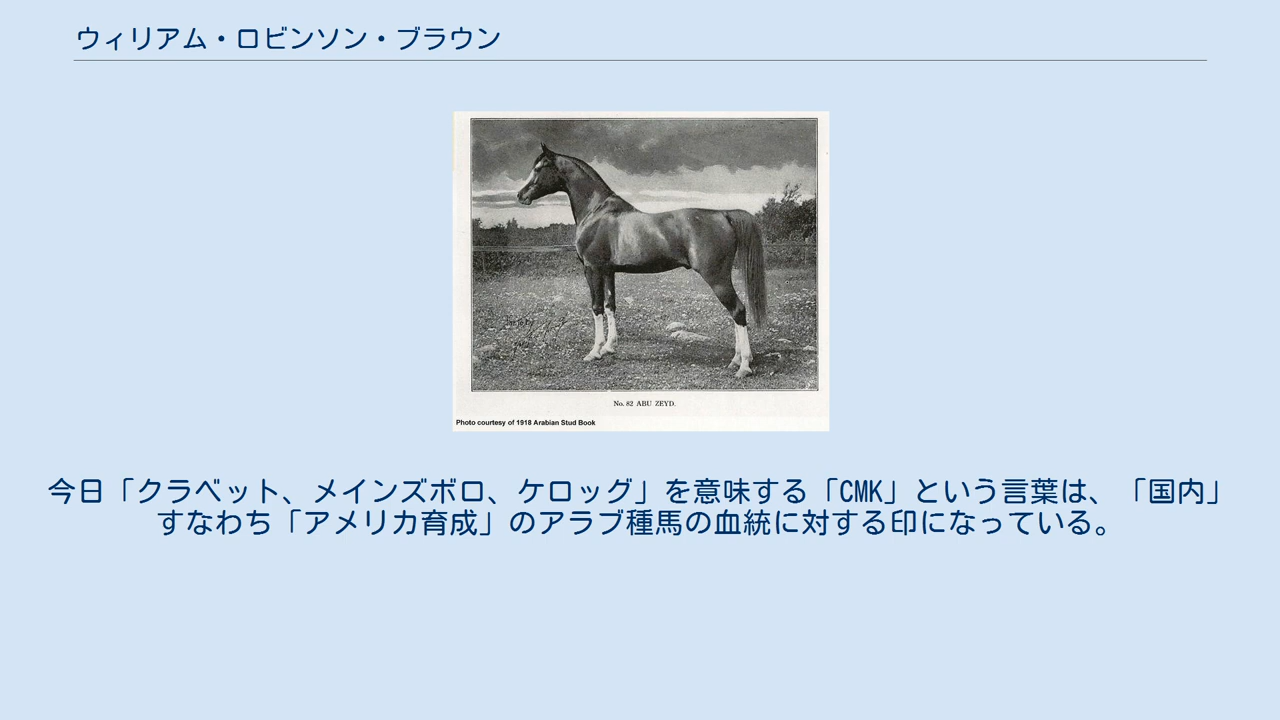 ウィリアム・ロビンソン・ブラウン
No. 82 ABU ZEYD.
Photo courtesy of 1918 Arabian Stud Book
今日「クラベット、メインズボロ、ケロッグ」を意味する「CMK」という言葉は、「国内」
すなわち「アメリカ育成」のアラブ種馬の血統に対する印になっている。